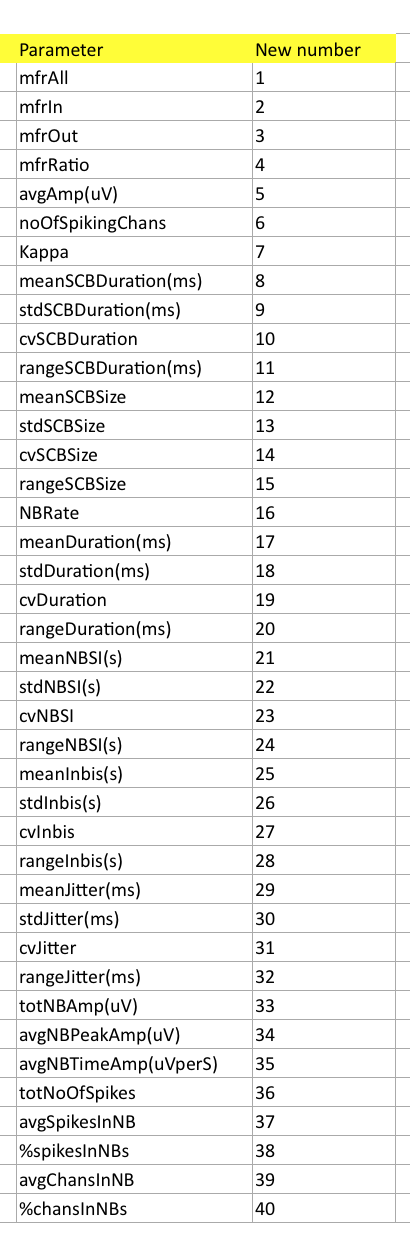 Parameter New number
mfrAll 1
mfrIn 2
mfrOut 3
mfrRatio 4
avgAmp(uV) 5
noOfSpikingChans 6
Kappa 7
meanSCBDuration(ms) 8
stdSCBDuration(ms) 9
cvSCBDuration 10
rangeSCBDuration(ms) 11
meanSCBSize 12
stdSCBSize 13
cvSCBSize 14
rangeSCBSize 15
NBRate 16
meanDuration(ms) 17
stdDuration(ms) 18
cvDuration 19
rangeDuration(ms) 20
meanNBSI(s) 21
stdNBSI(s) 22
cvNBSI 23
rangeNBSI(s) 24
meanInbis(s) 25
stdInbis(s) 26
cvInbis 27
rangeInbis(s) 28
meanJitter(ms) 29
stdJitter(ms) 30
cvJitter 31
rangeJitter(ms) 32
totNBAmp(uV) 33
avgNBPeakAmp(uV) 34
avgNBTimeAmp(uVperS) 35
totNoOfSpikes 36
avgSpikesInNB 37
%spikesInNBs 38
avgChansInNB 39
%chansInNBs 40